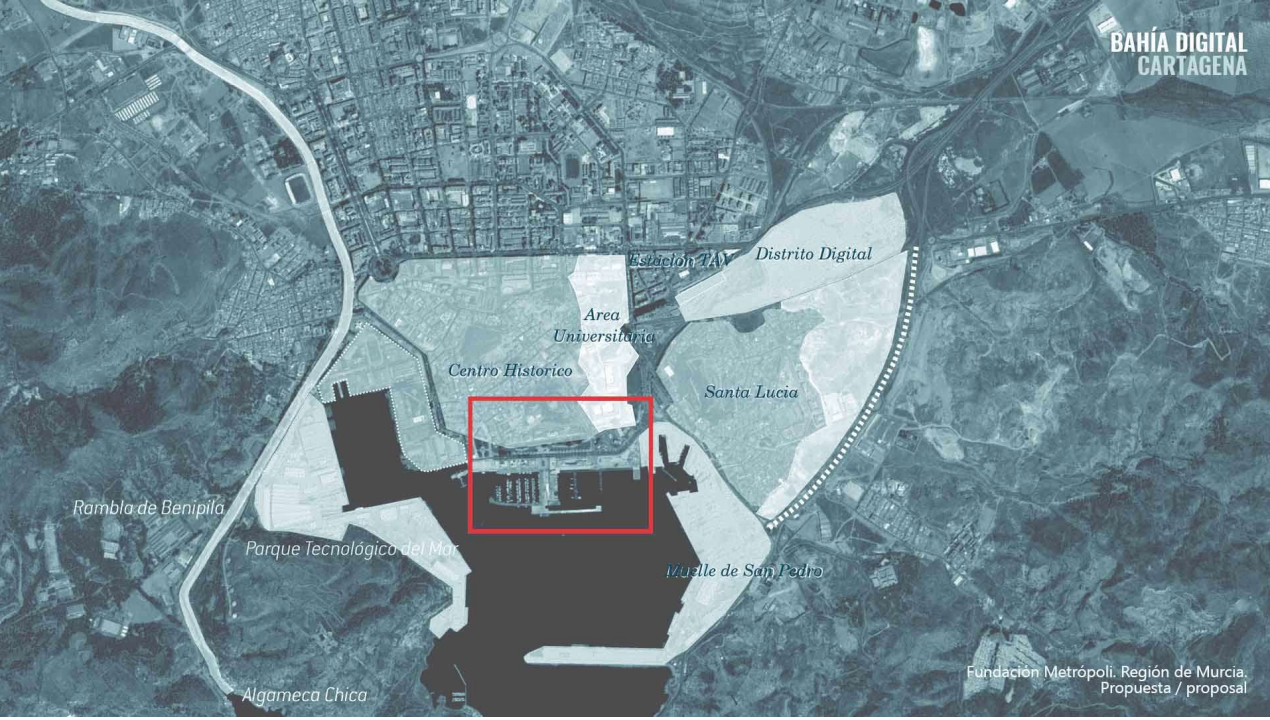 BAHÍA DIGITAL
CARTAGENA
Estacion TAV
Distrito Digital
Area
Universitaria
Centro Historico
Santa Lucia
Rambla de Benipila
Parque Tecnológico del Mar
Muelle de San Pedro
Algameca Chica
Fundación Metrópoli. Región de Murcia.
Propuesta / proposal